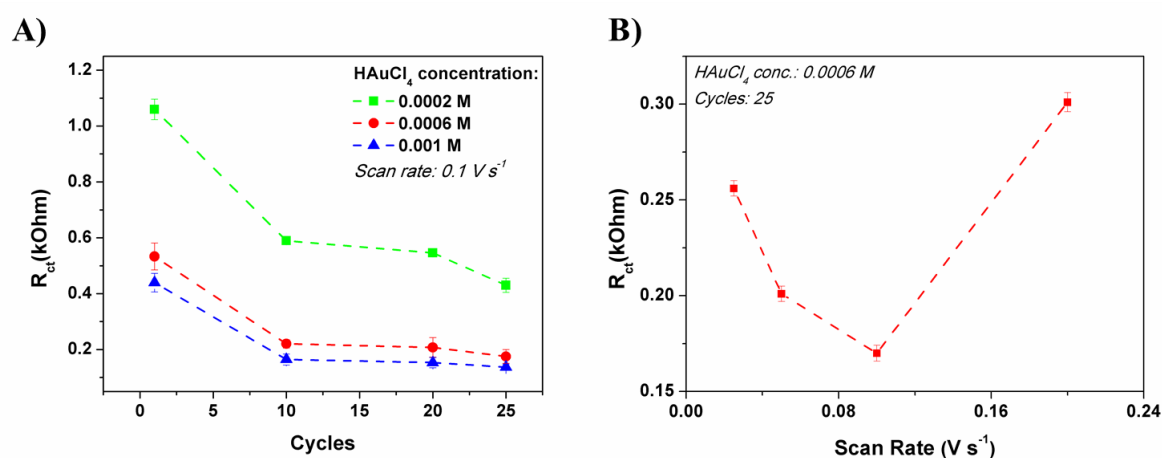 A)
HAuCl₄ concentration:
0.0002 M
0.0006 M
0.001 M
Scan rate: 0.1 V s⁻¹
1.2
1.0
0.8
0.6
0.4
0.2
R_ct(kOhm)
0 5 10 15 20 25
Cycles
B)
HAuCl₄ conc.: 0.0006 M
Cycles: 25
0.30
0.25
0.20
0.15
R_ct(kOhm)
0.00 0.08 0.16 0.24
Scan Rate (V s⁻¹)